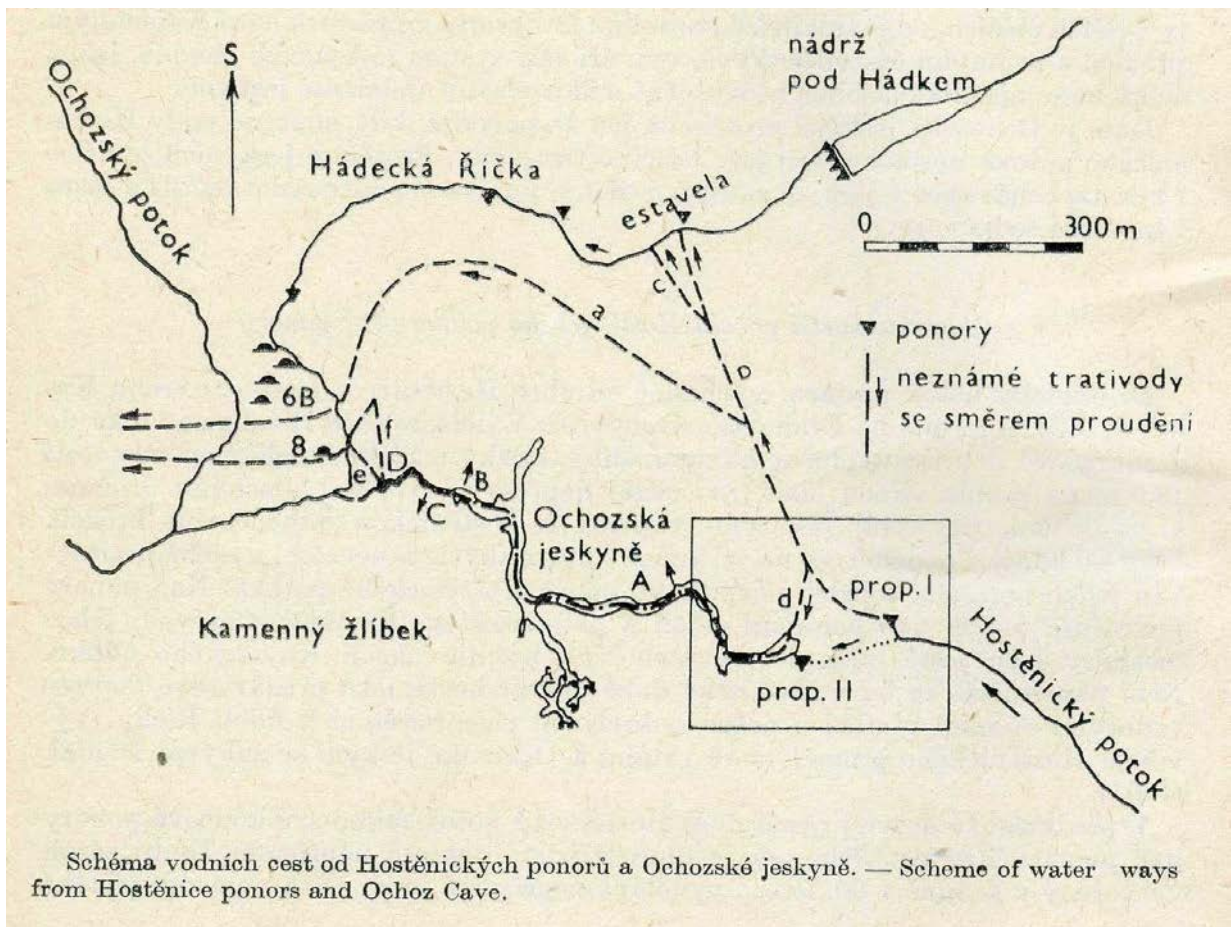 S
nádrž
pod Hádkem
Ochozský potok
Hádecká Říčka
estavela
0 300 m
c
a
ponory
neznámé trativody
se směrem proudění
6B
8
f
e
D
B
C
Ochozská
jeskyně
A
d
prop. I
prop. II
Kamenný žlíbek
Hostěnický potok
Schéma vodních cest od Hostěnických ponorů a Ochozské jeskyně. — Scheme of water ways
from Hostěnice ponors and Ochoz Cave.